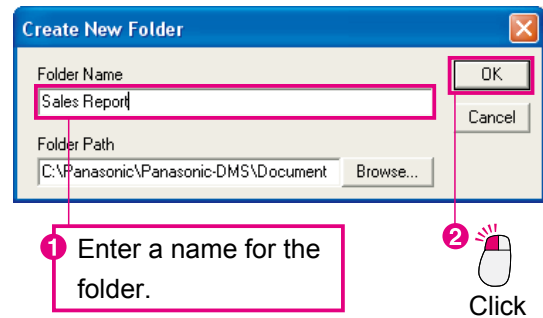 Create New Folder
Folder Name
OK
Sales Report
Cancel
Folder Path
C:\Panasonic\Panasonic-DMS\Document
Browse...
1 Enter a name for the
folder.
2
Click